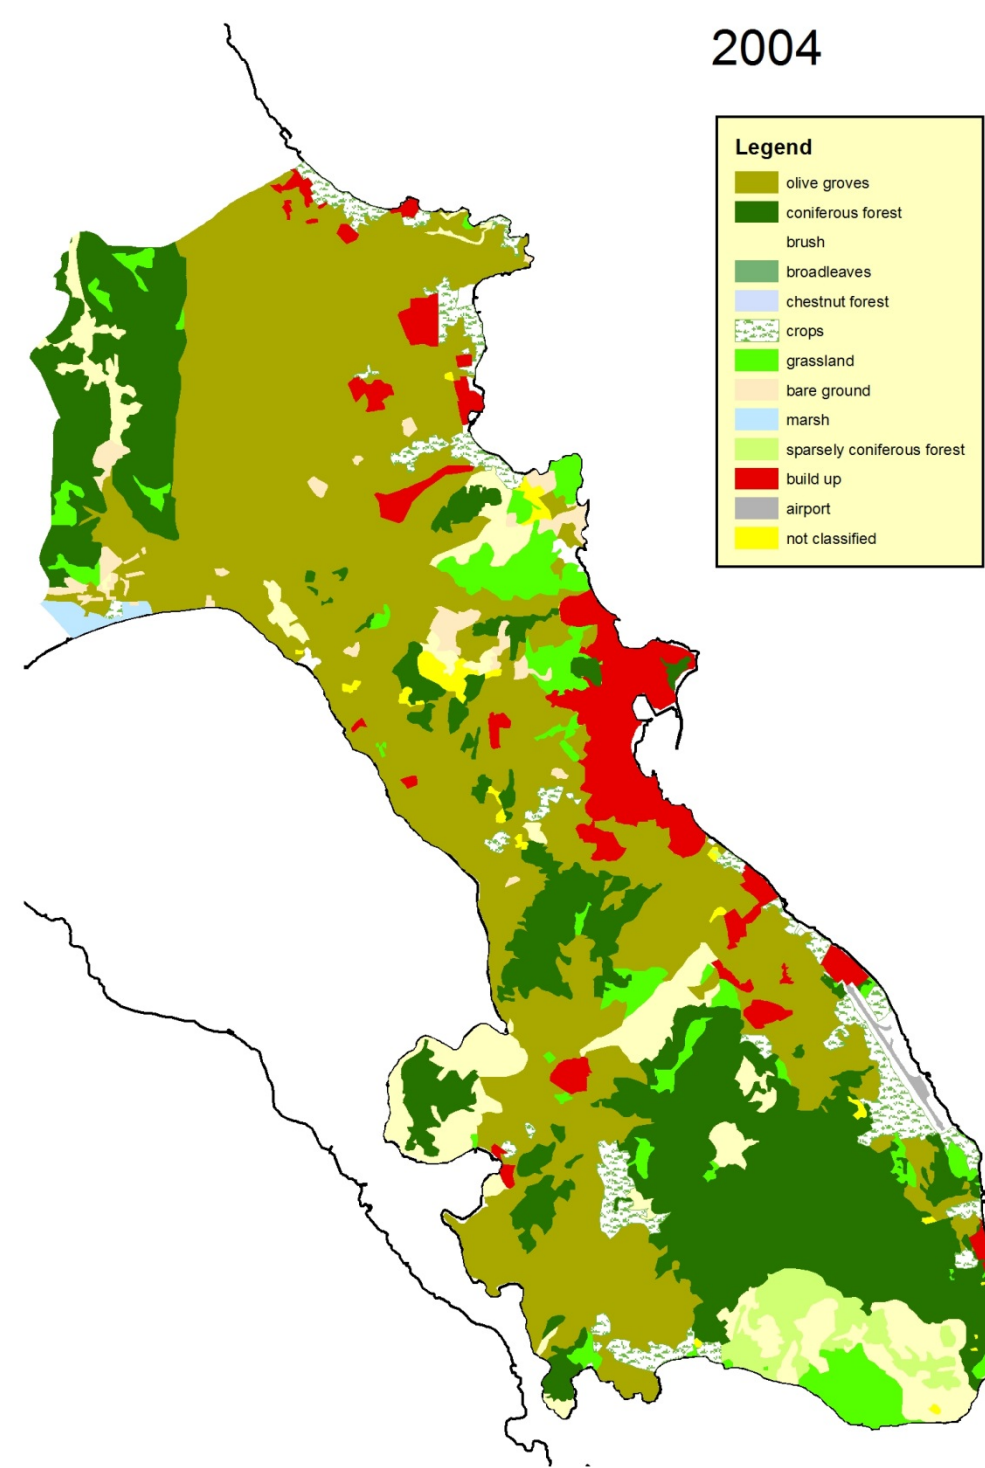 2004
Legend
olive groves
coniferous forest
brush
broadleaves
chestnut forest
crops
grassland
bare ground
marsh
sparsely coniferous forest
build up
airport
not classified